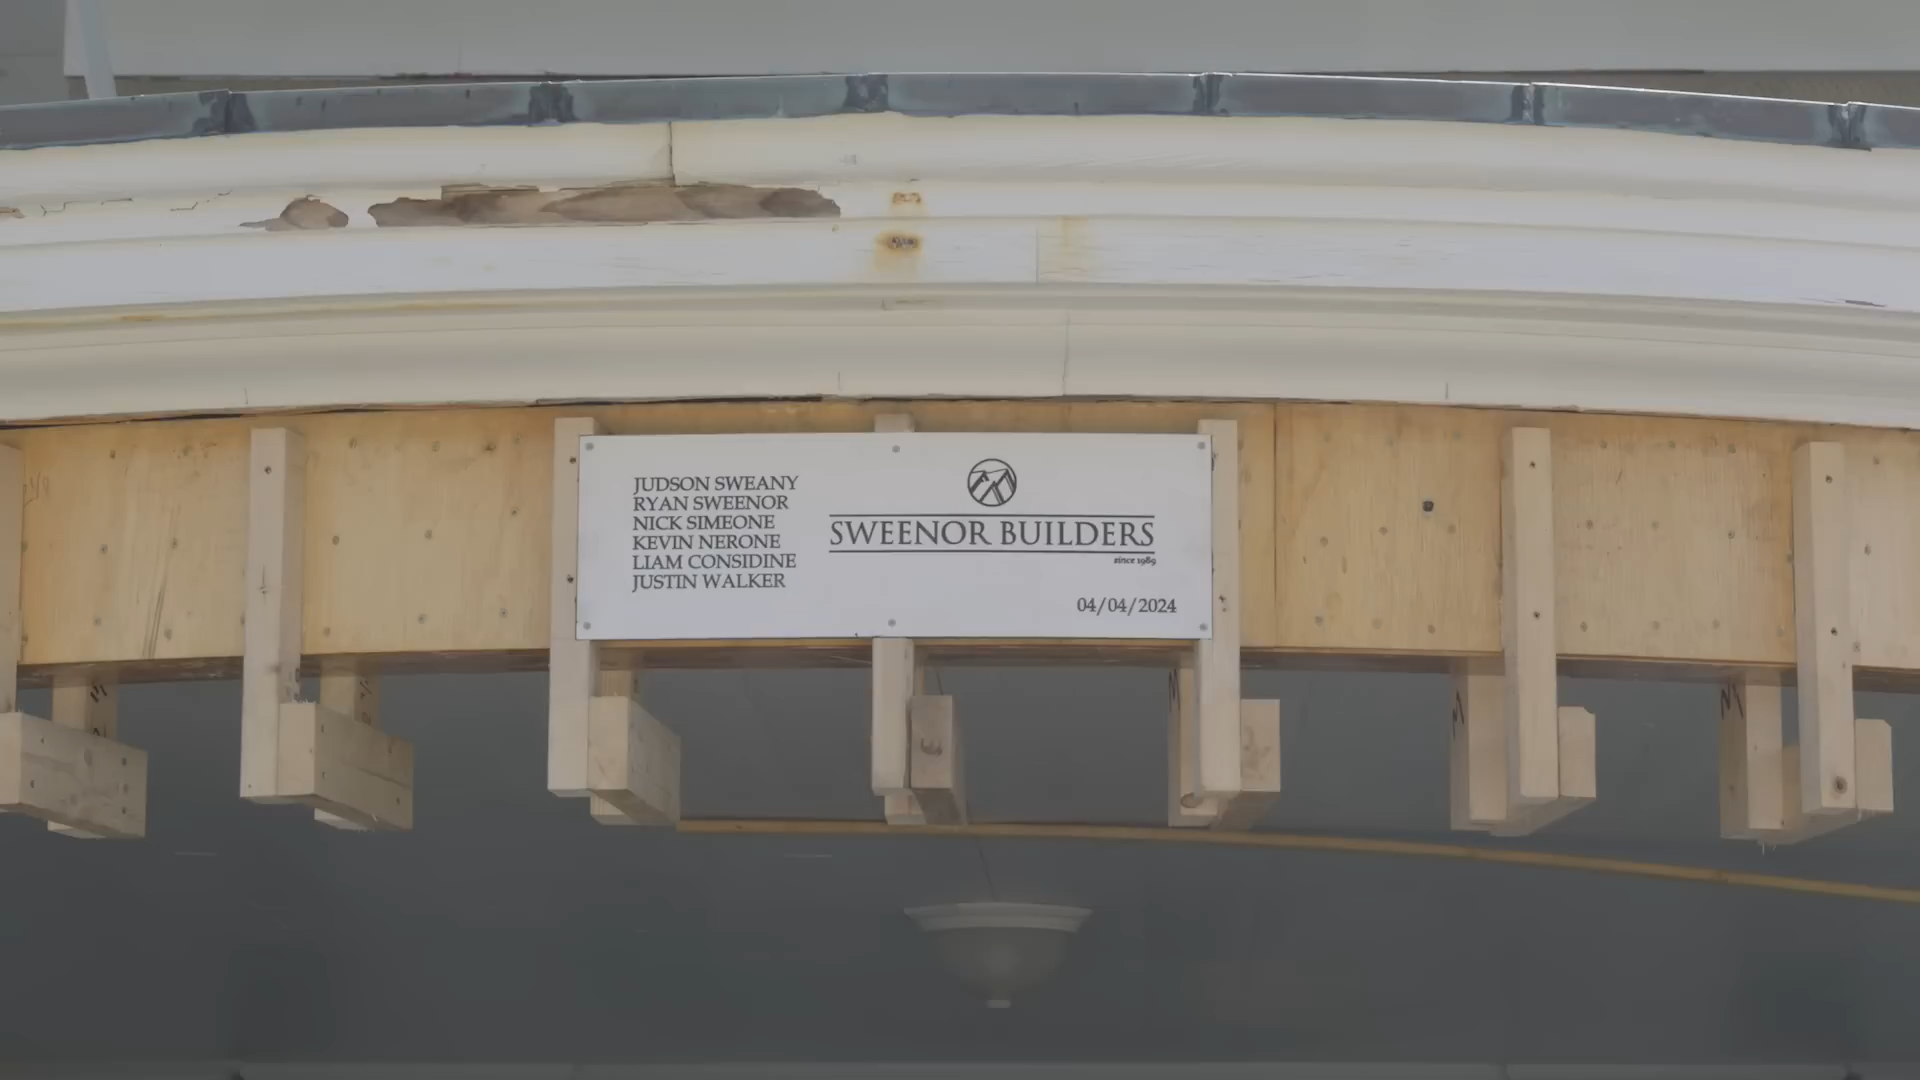 JUDSON SWEANY
RYAN SWEENOR
NICK SIMEONE
KEVIN NERONE
LIAM CONSIDINE
JUSTIN WALKER
SWEENOR BUILDERS
since 1989
04/04/2024